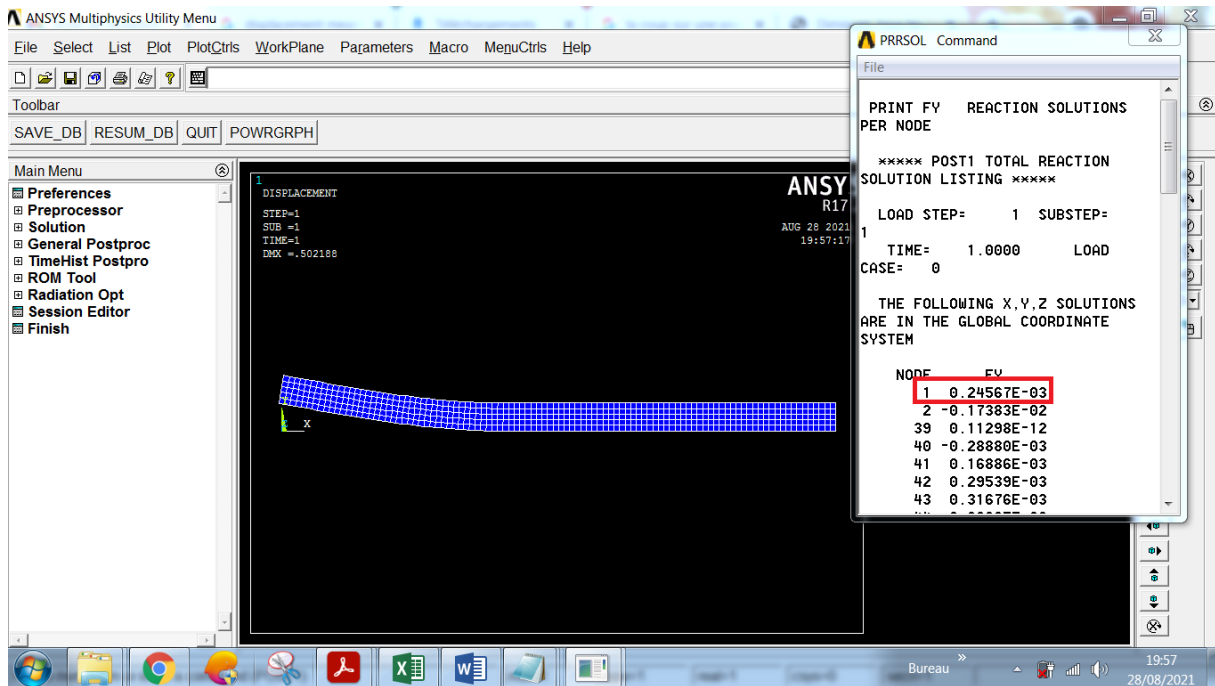 ANSYS Multiphysics Utility Menu
File Select List Plot PlotCtrls WorkPlane Parameters Macro MenuCtrls Help
Toolbar
SAVE_DB RESUM_DB QUIT POWRGRPH
Main Menu
Preferences
Preprocessor
Solution
General Postproc
TimeHist Postpro
ROM Tool
Radiation Opt
Session Editor
Finish
1
DISPLACEMENT
STEP=1
SUB =1
TIME=1
DMX =.502188
ANSY
R17
AUG 28 2021
19:57:17
X
PRRSOL Command
File
PRINT FY REACTION SOLUTIONS
PER NODE
***** POST1 TOTAL REACTION
SOLUTION LISTING *****
LOAD STEP= 1 SUBSTEP=
1
TIME= 1.0000 LOAD
CASE= 0
THE FOLLOWING X,Y,Z SOLUTIONS
ARE IN THE GLOBAL COORDINATE
SYSTEM
NODE FY
1 0.24567E-03
2 -0.17383E-02
39 0.11298E-12
40 -0.28880E-03
41 0.16886E-03
42 0.29539E-03
43 0.31676E-03
Bureau
19:57
28/08/2021